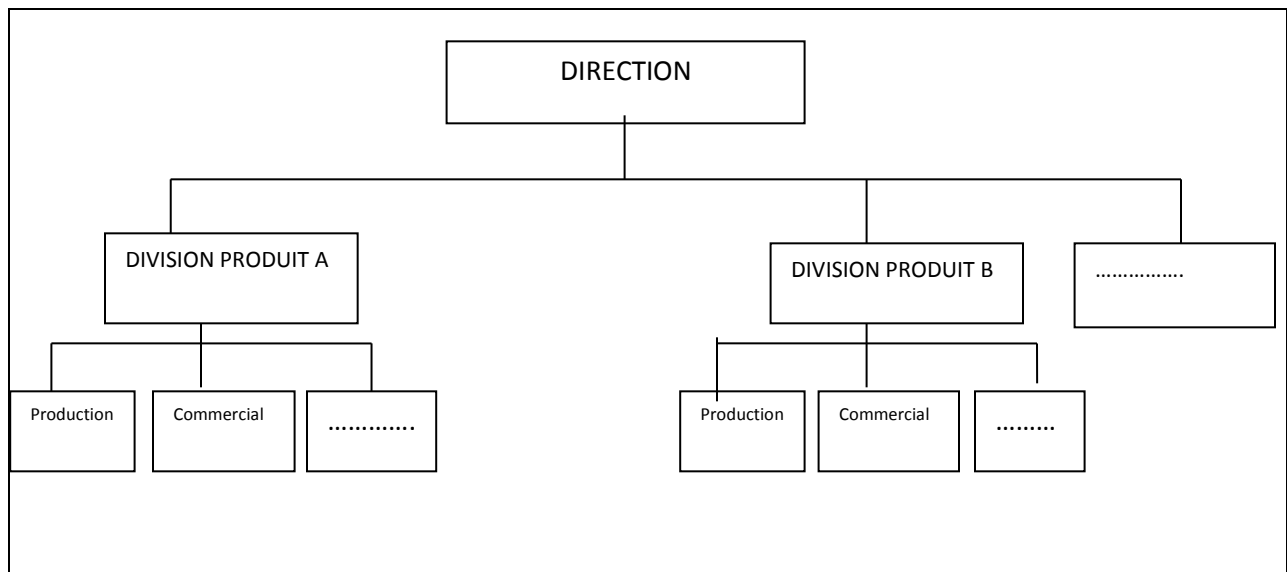 DIRECTION
DIVISION PRODUIT A
DIVISION PRODUIT B
…………….
Production
Commercial
………….
Production
Commercial
………